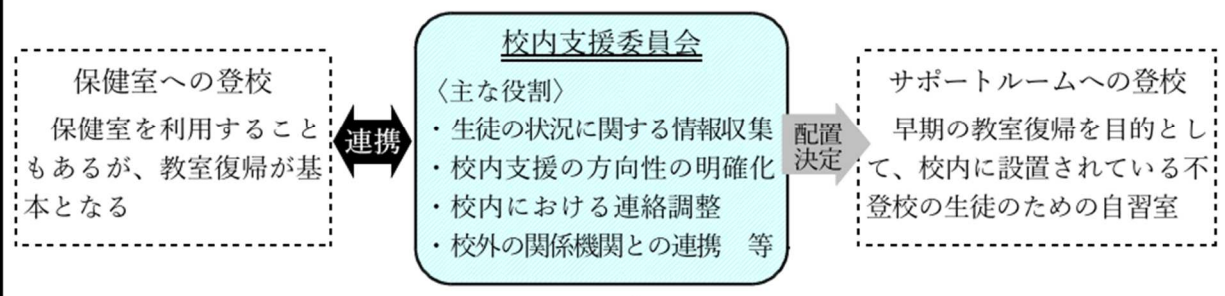 保健室への登校
保健室を利用すること
もあるが、教室復帰が基
本となる
連携
校内支援委員会
〈主な役割〉
・生徒の状況に関する情報収集
・校内支援の方向性の明確化
・校内における連絡調整
・校外の関係機関との連携　等
配置
決定
サポートルームへの登校
早期の教室復帰を目的とし
て、校内に設置されている不
登校の生徒のための自習室